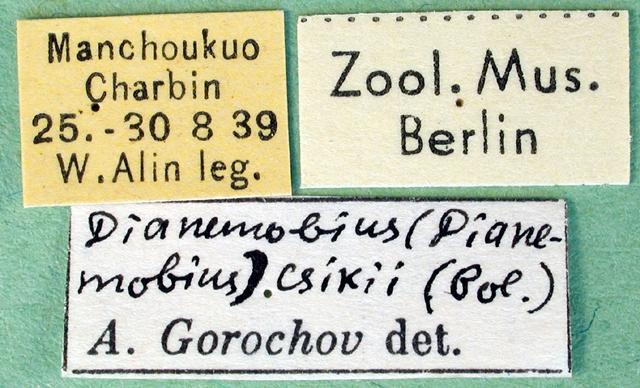 Manchoukuo
Charbin
25.-30 8 39
W.Alin leg.
Zool. Mus.
Berlin
Dianemobius (Diane-
mobius). csikii (Bol.)
A. Gorochov det.